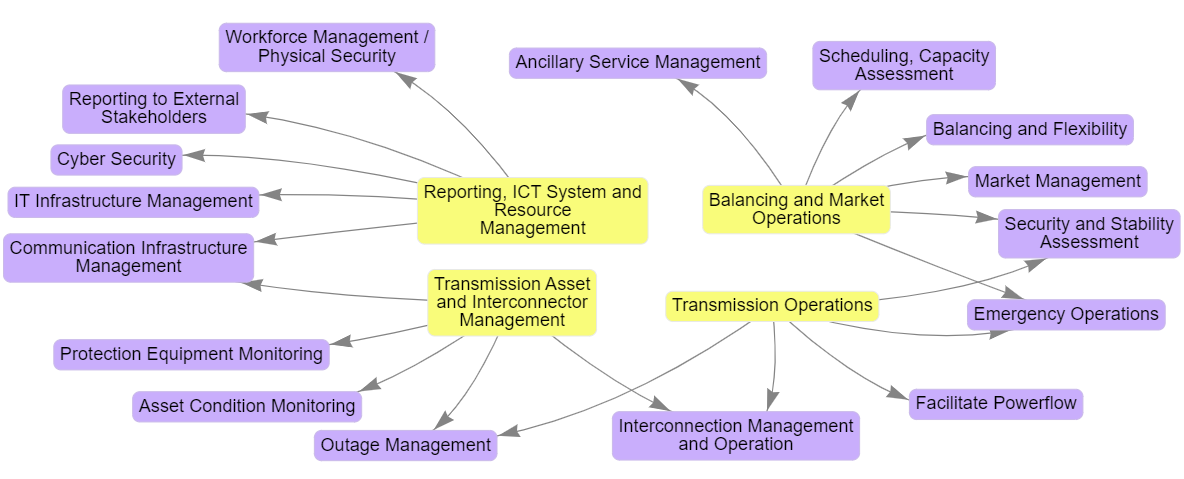 Workforce Management /
Physical Security
Ancillary Service Management
Scheduling, Capacity
Assessment
Reporting to External
Stakeholders
Balancing and Flexibility
Cyber Security
Market Management
IT Infrastructure Management
Reporting, ICT System and
Resource
Management
Balancing and Market
Operations
Security and Stability
Assessment
Communication Infrastructure
Management
Transmission Asset
and Interconnector
Management
Transmission Operations
Emergency Operations
Protection Equipment Monitoring
Asset Condition Monitoring
Facilitate Powerflow
Outage Management
Interconnection Management
and Operation